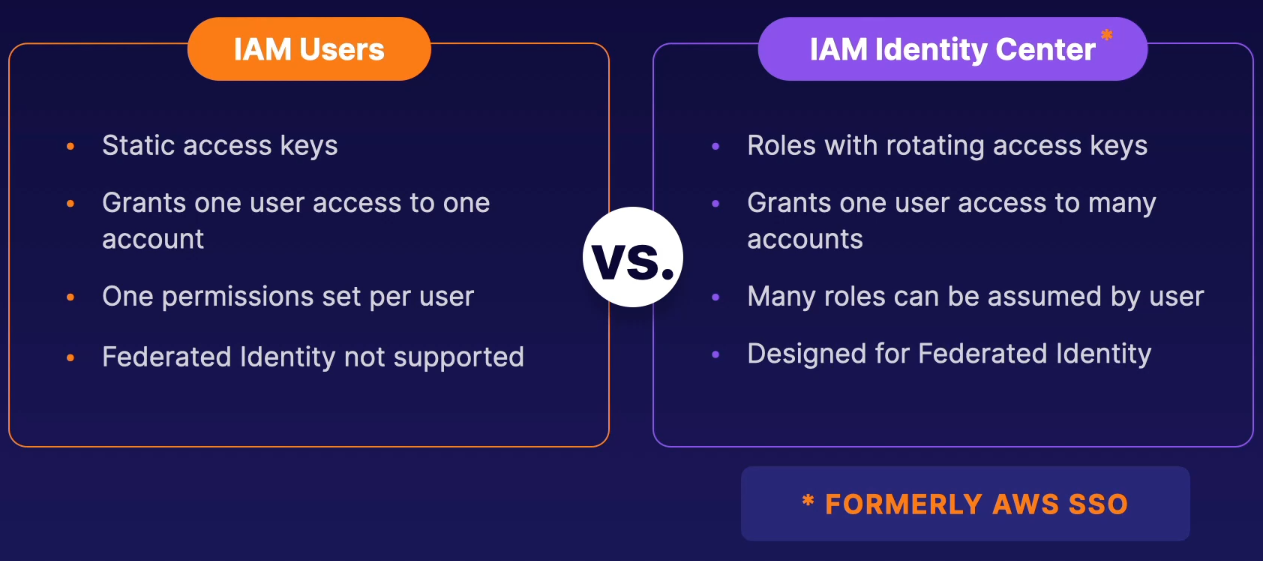 IAM Users
• Static access keys
• Grants one user access to one
account
• One permissions set per user
• Federated Identity not supported
vs.
IAM Identity Center *
• Roles with rotating access keys
• Grants one user access to many
accounts
• Many roles can be assumed by user
• Designed for Federated Identity
* FORMERLY AWS SSO